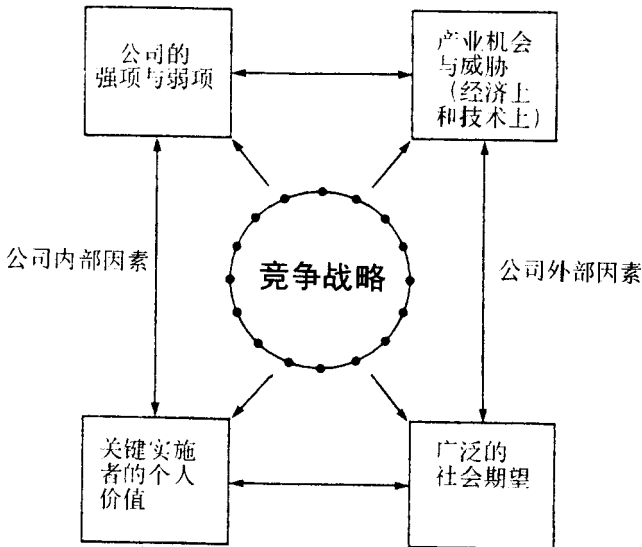 公司的
强项与弱项
产业机会
与威胁
（经济上
和技术上）
公司内部因素
竞争战略
公司外部因素
关键实施
者的个人
价值
广泛的
社会期望